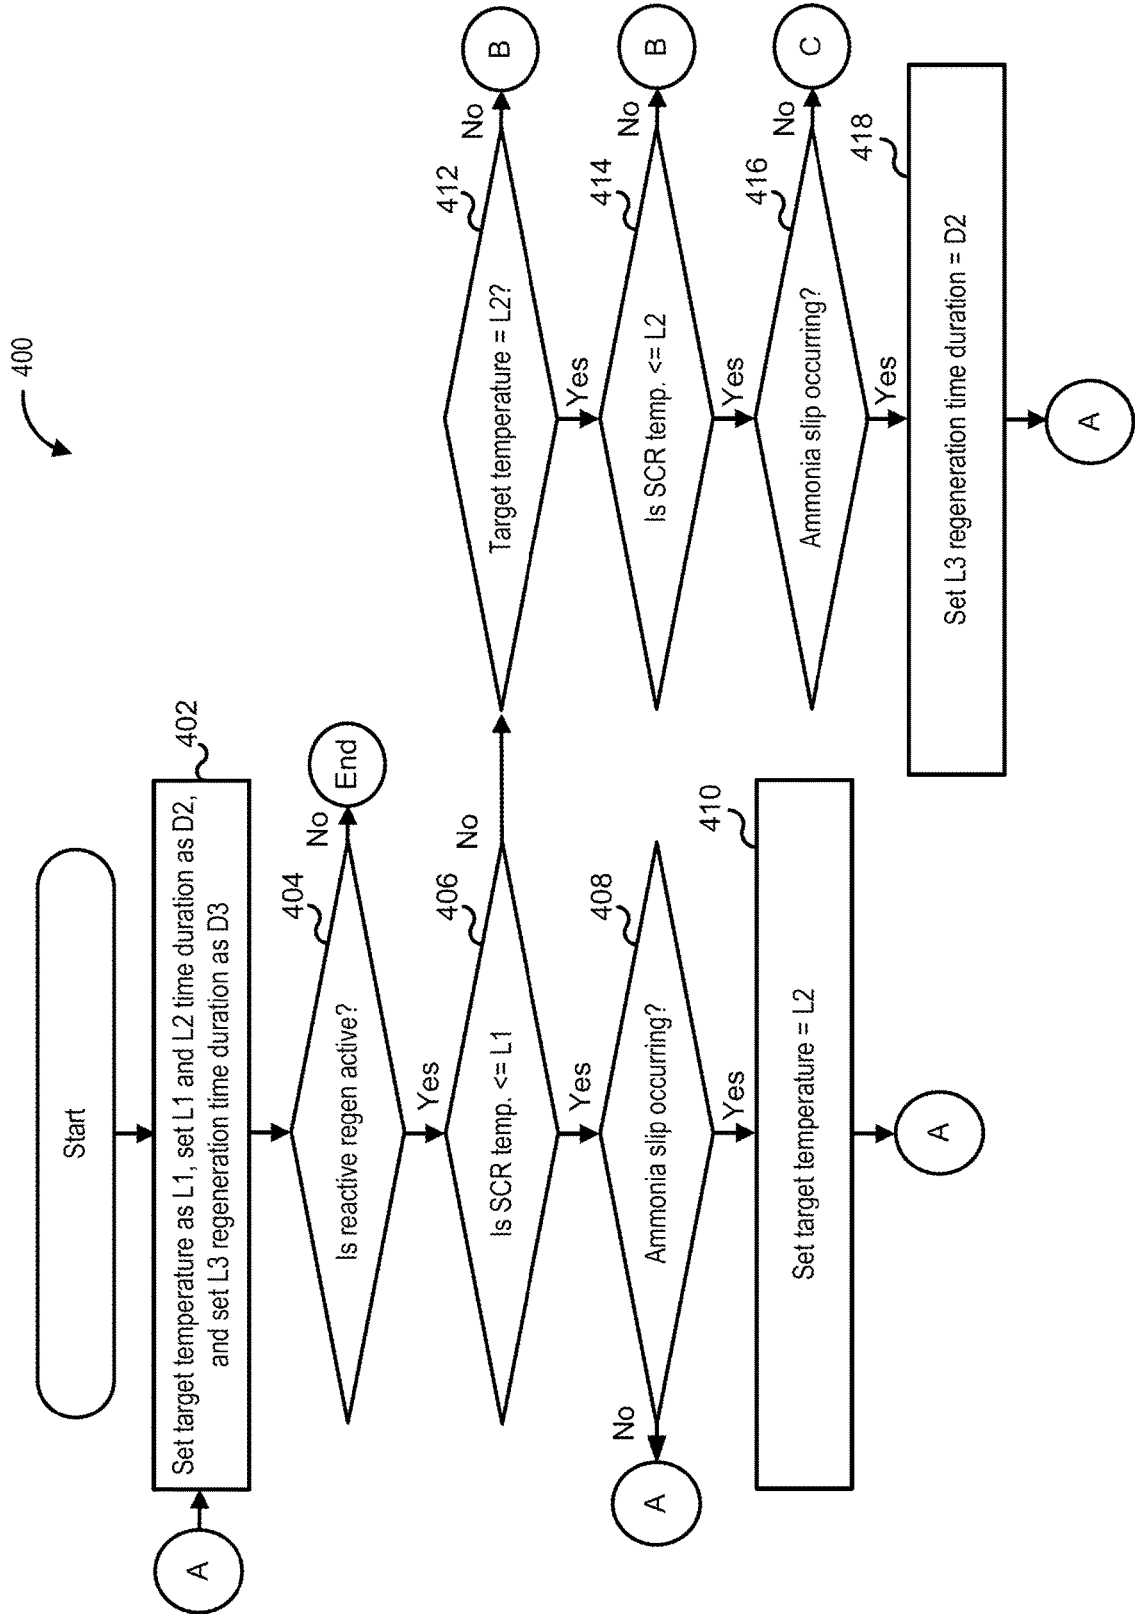 400
Start
A
Set target temperature as L1, set L1 and L2 time duration as D2,
and set L3 regeneration time duration as D3
402
Is reactive regen active?
404
No
End
Yes
Is SCR temp. <= L1
406
No
Yes
Ammonia slip occurring?
408
No
A
Yes
Set target temperature = L2
410
A
Target temperature = L2?
412
No
B
Yes
Is SCR temp. <= L2
414
No
B
Yes
Ammonia slip occurring?
416
No
C
Yes
Set L3 regeneration time duration = D2
418
A